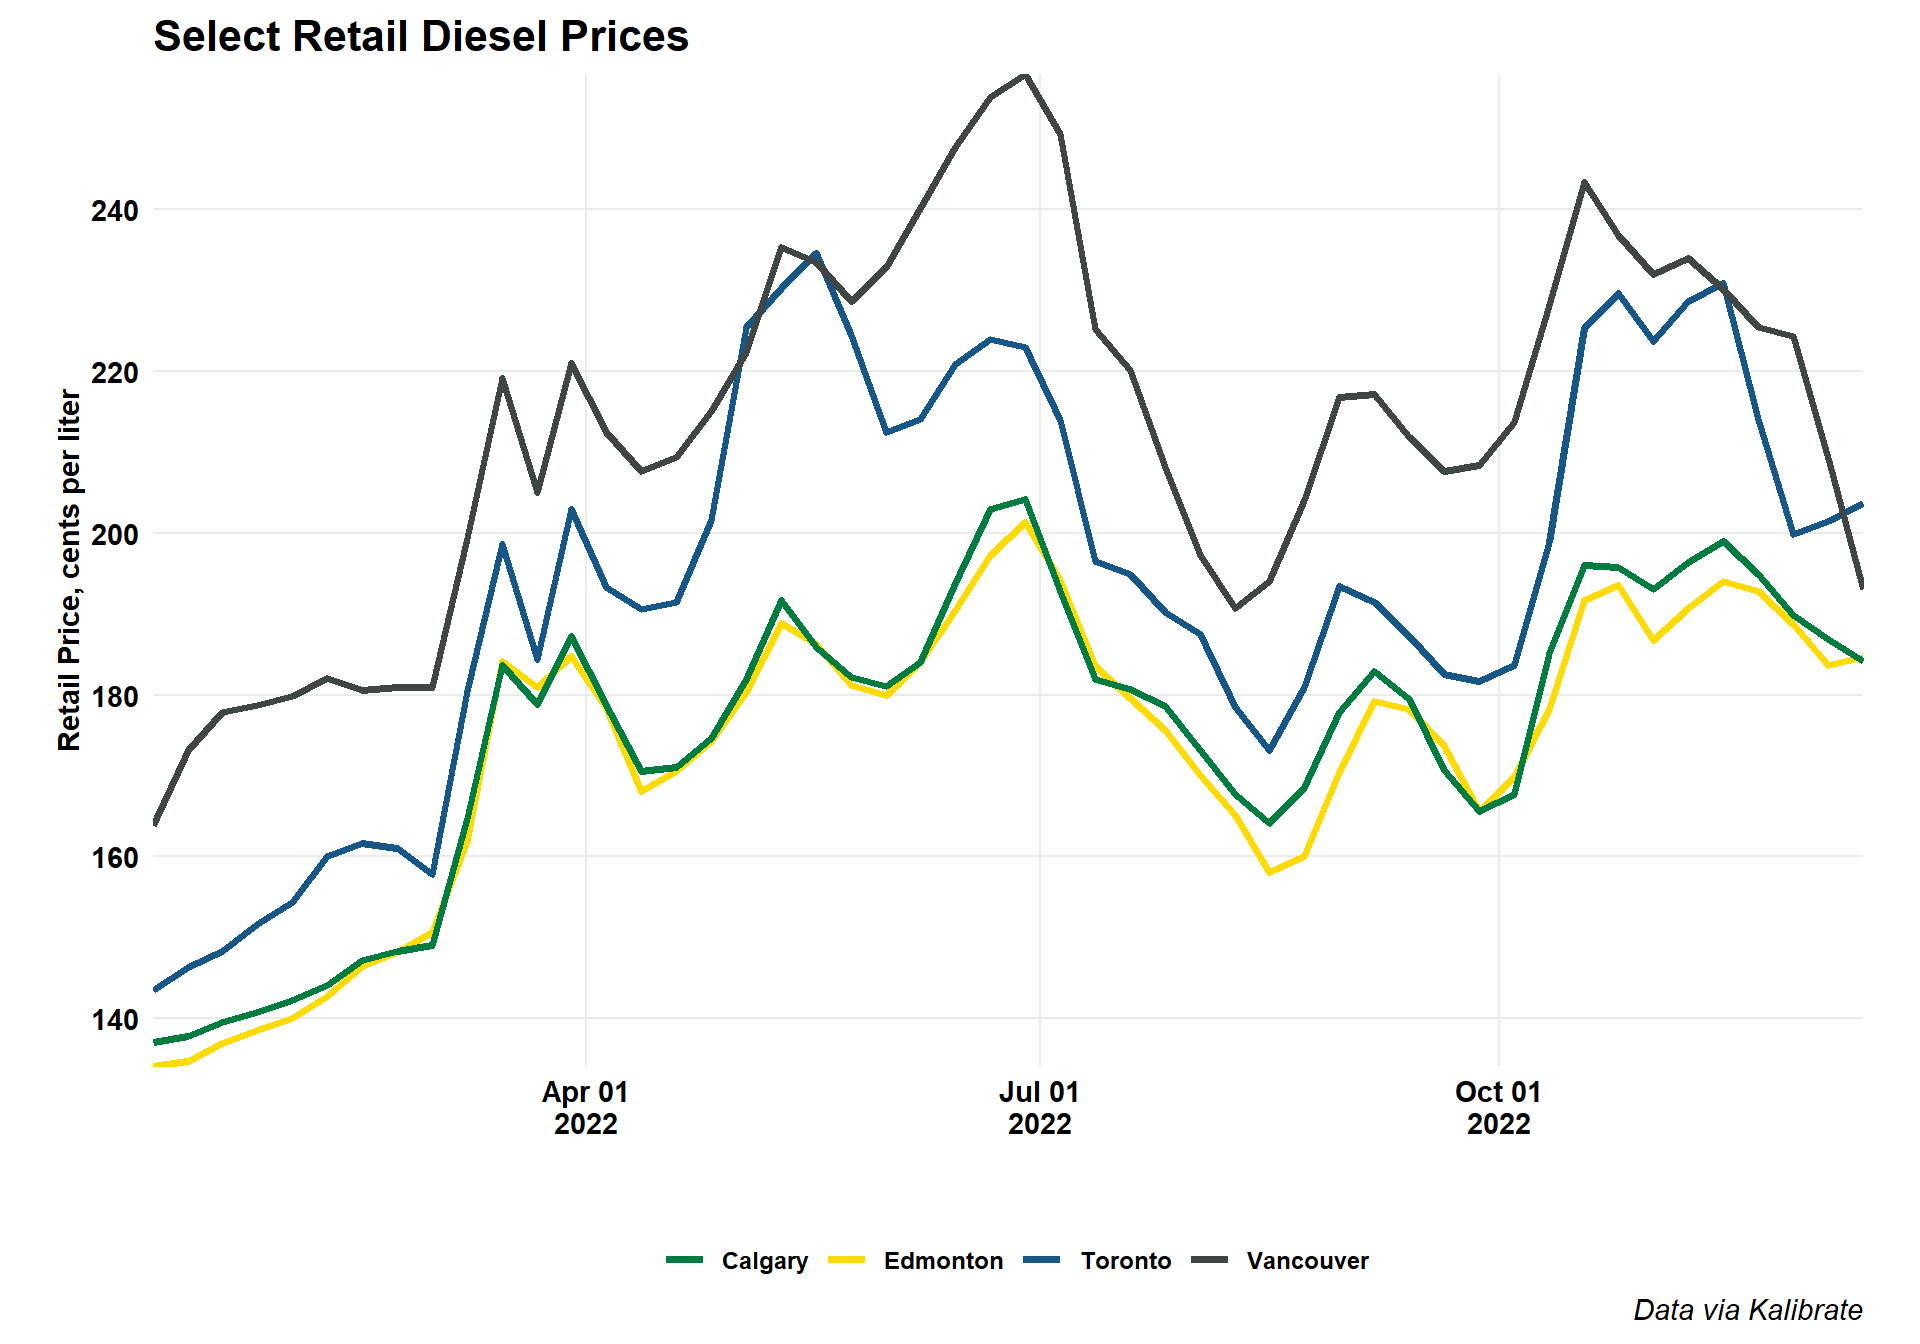 Select Retail Diesel Prices
Retail Price, cents per liter
240
220
200
180
160
140
Apr 01
2022
Jul 01
2022
Oct 01
2022
Calgary Edmonton Toronto Vancouver
Data via Kalibrate